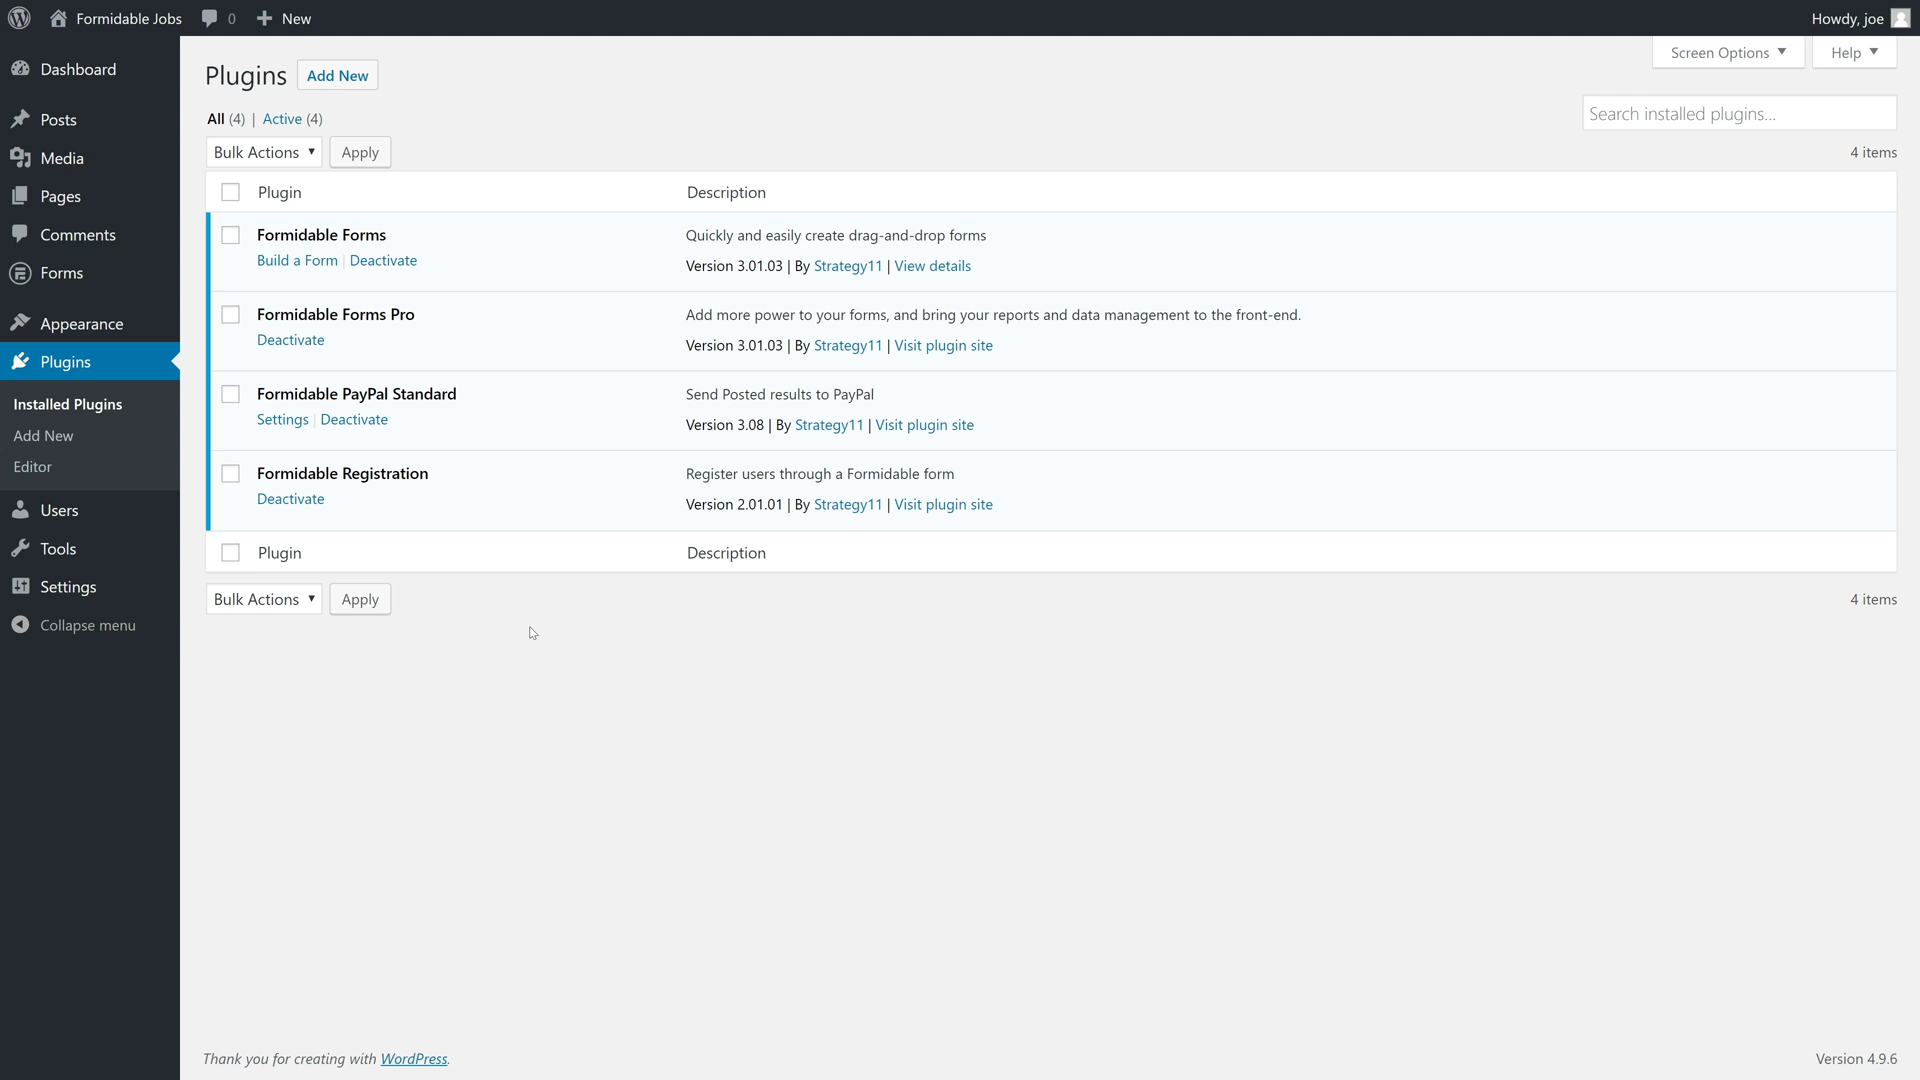 Formidable Jobs 0 New Howdy, joe
Screen Options Help
Dashboard
Posts
Media
Pages
Comments
Forms
Appearance
Plugins
Installed Plugins
Add New
Editor
Users
Tools
Settings
Collapse menu
Plugins Add New
All (4) | Active (4)
Search installed plugins...
Bulk Actions Apply 4 items
Plugin Description
Formidable Forms Quickly and easily create drag-and-drop forms
Build a Form | Deactivate Version 3.01.03 | By Strategy11 | View details
Formidable Forms Pro Add more power to your forms, and bring your reports and data management to the front-end.
Deactivate Version 3.01.03 | By Strategy11 | Visit plugin site
Formidable PayPal Standard Send Posted results to PayPal
Settings | Deactivate Version 3.08 | By Strategy11 | Visit plugin site
Formidable Registration Register users through a Formidable form
Deactivate Version 2.01.01 | By Strategy11 | Visit plugin site
Plugin Description
Bulk Actions Apply 4 items
Thank you for creating with WordPress. Version 4.9.6